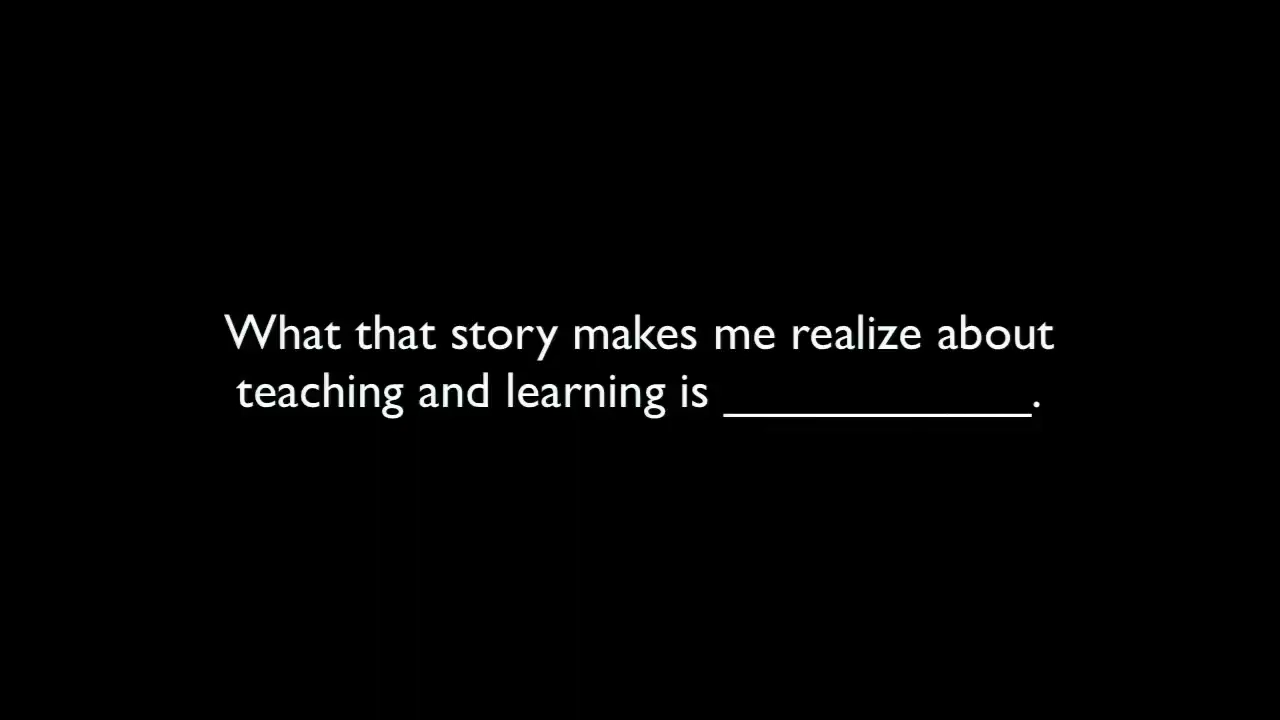 What that story makes me realize about
teaching and learning is ____________.